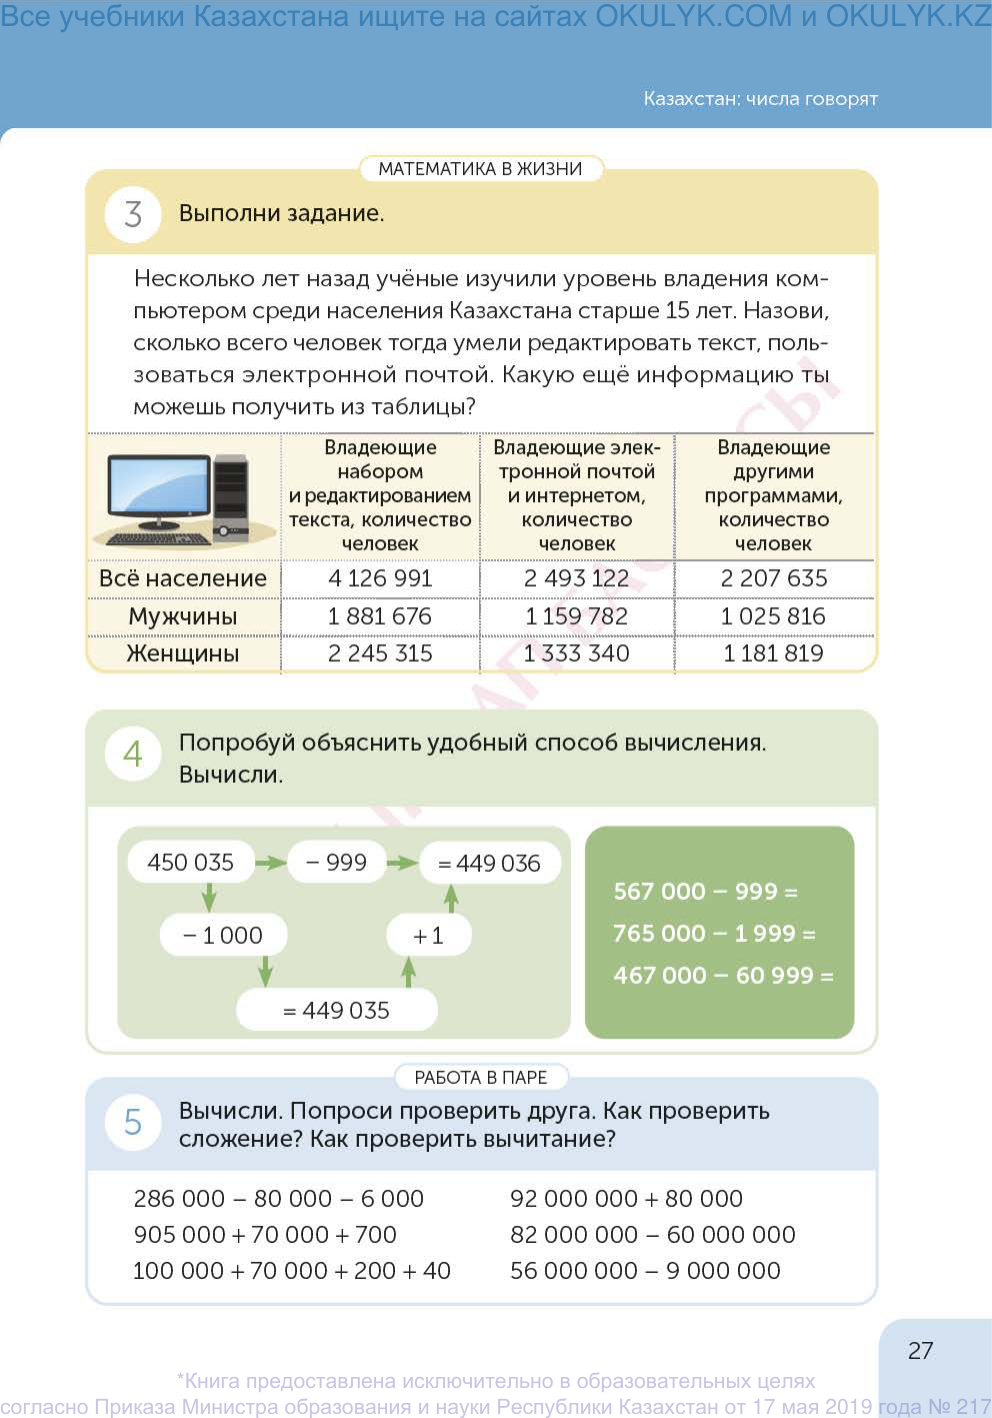 Все учебники Казахстана ищите на сайтах OKULYK.COM и OKULYK.KZ
Казахстан: числа говорят
МАТЕМАТИКА В ЖИЗНИ
3 Выполни задание.
Несколько лет назад учёные изучили уровень владения ком-
пьютером среди населения Казахстана старше 15 лет. Назови,
сколько всего человек тогда умели редактировать текст, поль-
зоваться электронной почтой. Какую ещё информацию ты
можешь получить из таблицы?
Владеющие
набором
и редактированием
текста, количество
человек
Владеющие элек-
тронной почтой
и интернетом,
количество
человек
Владеющие
другими
программами,
количество
человек
Всё население 4 126 991 2 493 122 2 207 635
Мужчины 1 881 676 1 159 782 1 025 816
Женщины 2 245 315 1 333 340 1 181 819
4 Попробуй объяснить удобный способ вычисления.
Вычисли.
450 035 – 999 = 449 036
– 1 000 + 1
= 449 035
567 000 – 999 =
765 000 – 1 999 =
467 000 – 60 999 =
РАБОТА В ПАРЕ
5 Вычисли. Попроси проверить друга. Как проверить
сложение? Как проверить вычитание?
286 000 – 80 000 – 6 000
905 000 + 70 000 + 700
100 000 + 70 000 + 200 + 40
92 000 000 + 80 000
82 000 000 – 60 000 000
56 000 000 – 9 000 000
27
*Книга предоставлена исключительно в образовательных целях
согласно Приказа Министра образования и науки Республики Казахстан от 17 мая 2019 года № 217